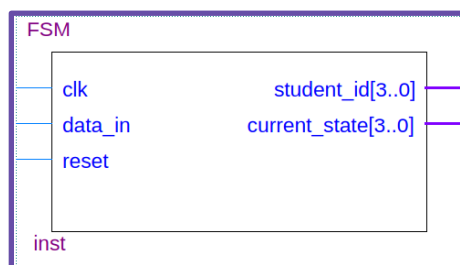 FSM
clk
student_id[3..0]
data_in
current_state[3..0]
reset
inst